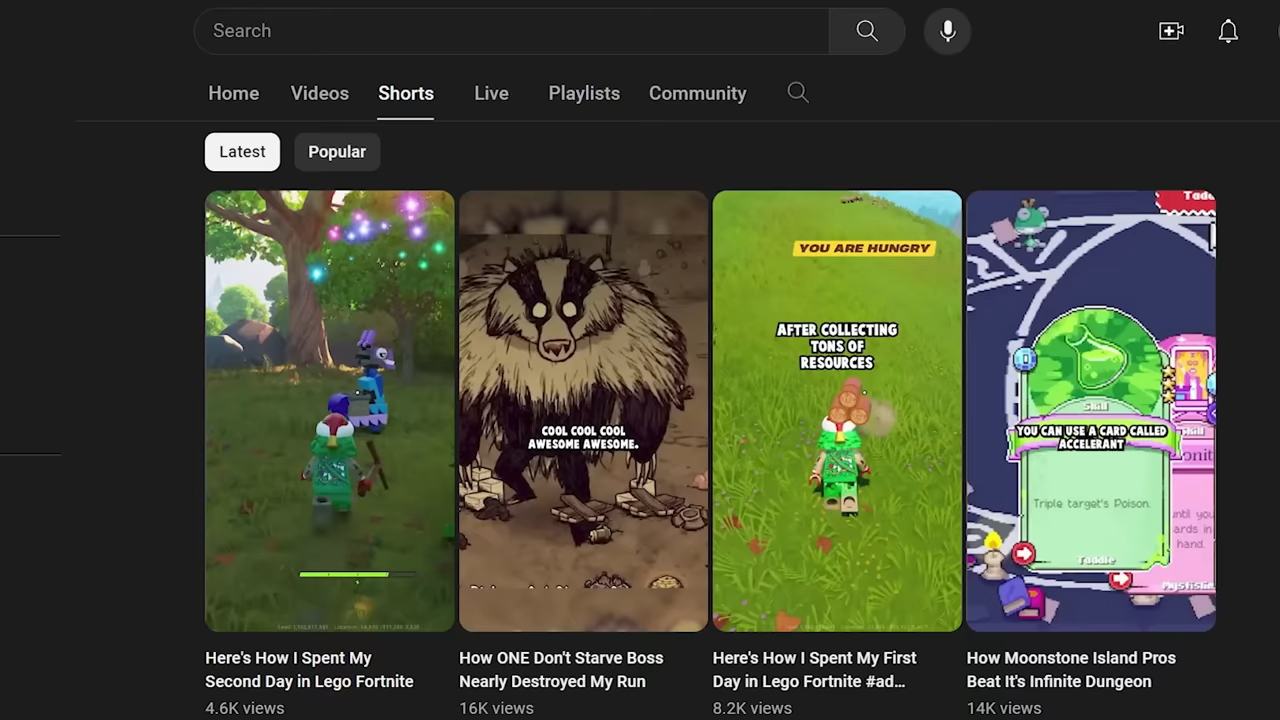 Search
Home Videos Shorts Live Playlists Community
Latest Popular
YOU ARE HUNGRY
AFTER COLLECTING
TONS OF
RESOURCES
COOL COOL COOL
AWESOME AWESOME.
Skill
YOU CAN USE A CARD CALLED
ACCELERANT
Triple target's Poison.
Taddle
hand.
Here's How I Spent My
Second Day in Lego Fortnite
4.6K views
How ONE Don't Starve Boss
Nearly Destroyed My Run
16K views
Here's How I Spent My First
Day in Lego Fortnite #ad...
8.2K views
How Moonstone Island Pros
Beat It's Infinite Dungeon
14K views